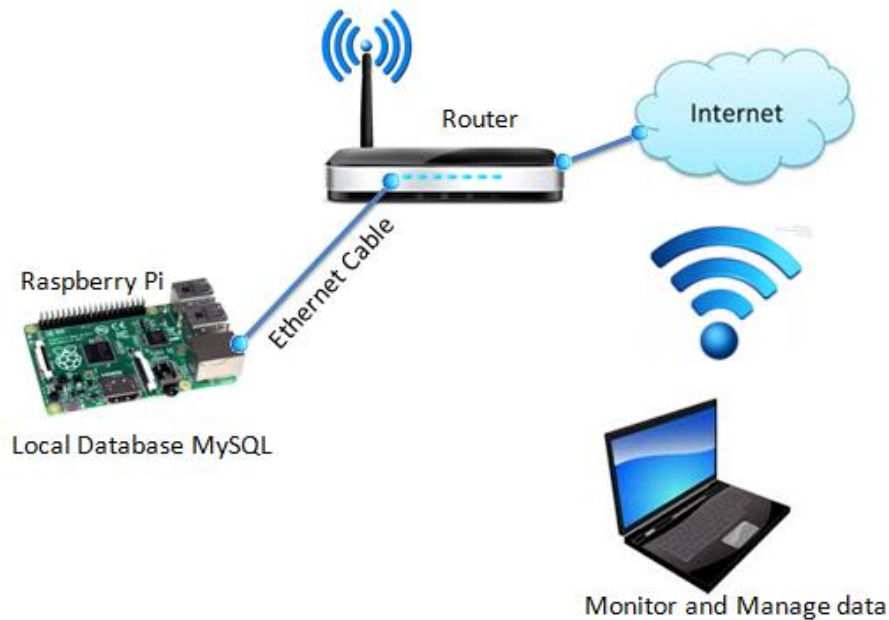 Router
Internet
Ethernet Cable
Raspberry Pi
Local Database MySQL
Monitor and Manage data